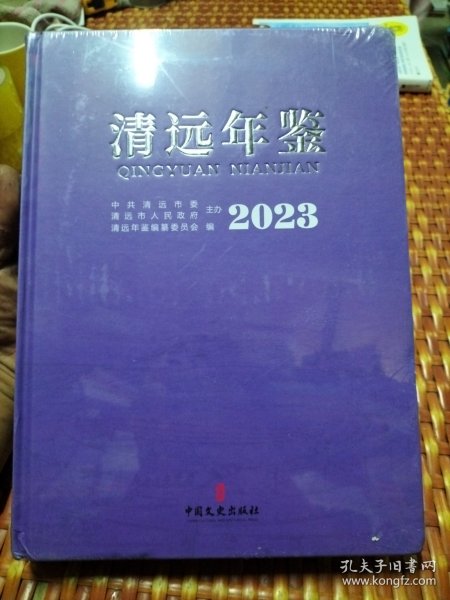 清远年鉴
QINGYUAN NIANJIAN
中共清远市委
清远市人民政府 主办
清远年鉴编纂委员会 编
2023
中国文史出版社
孔夫子旧书网
www.kongfz.com